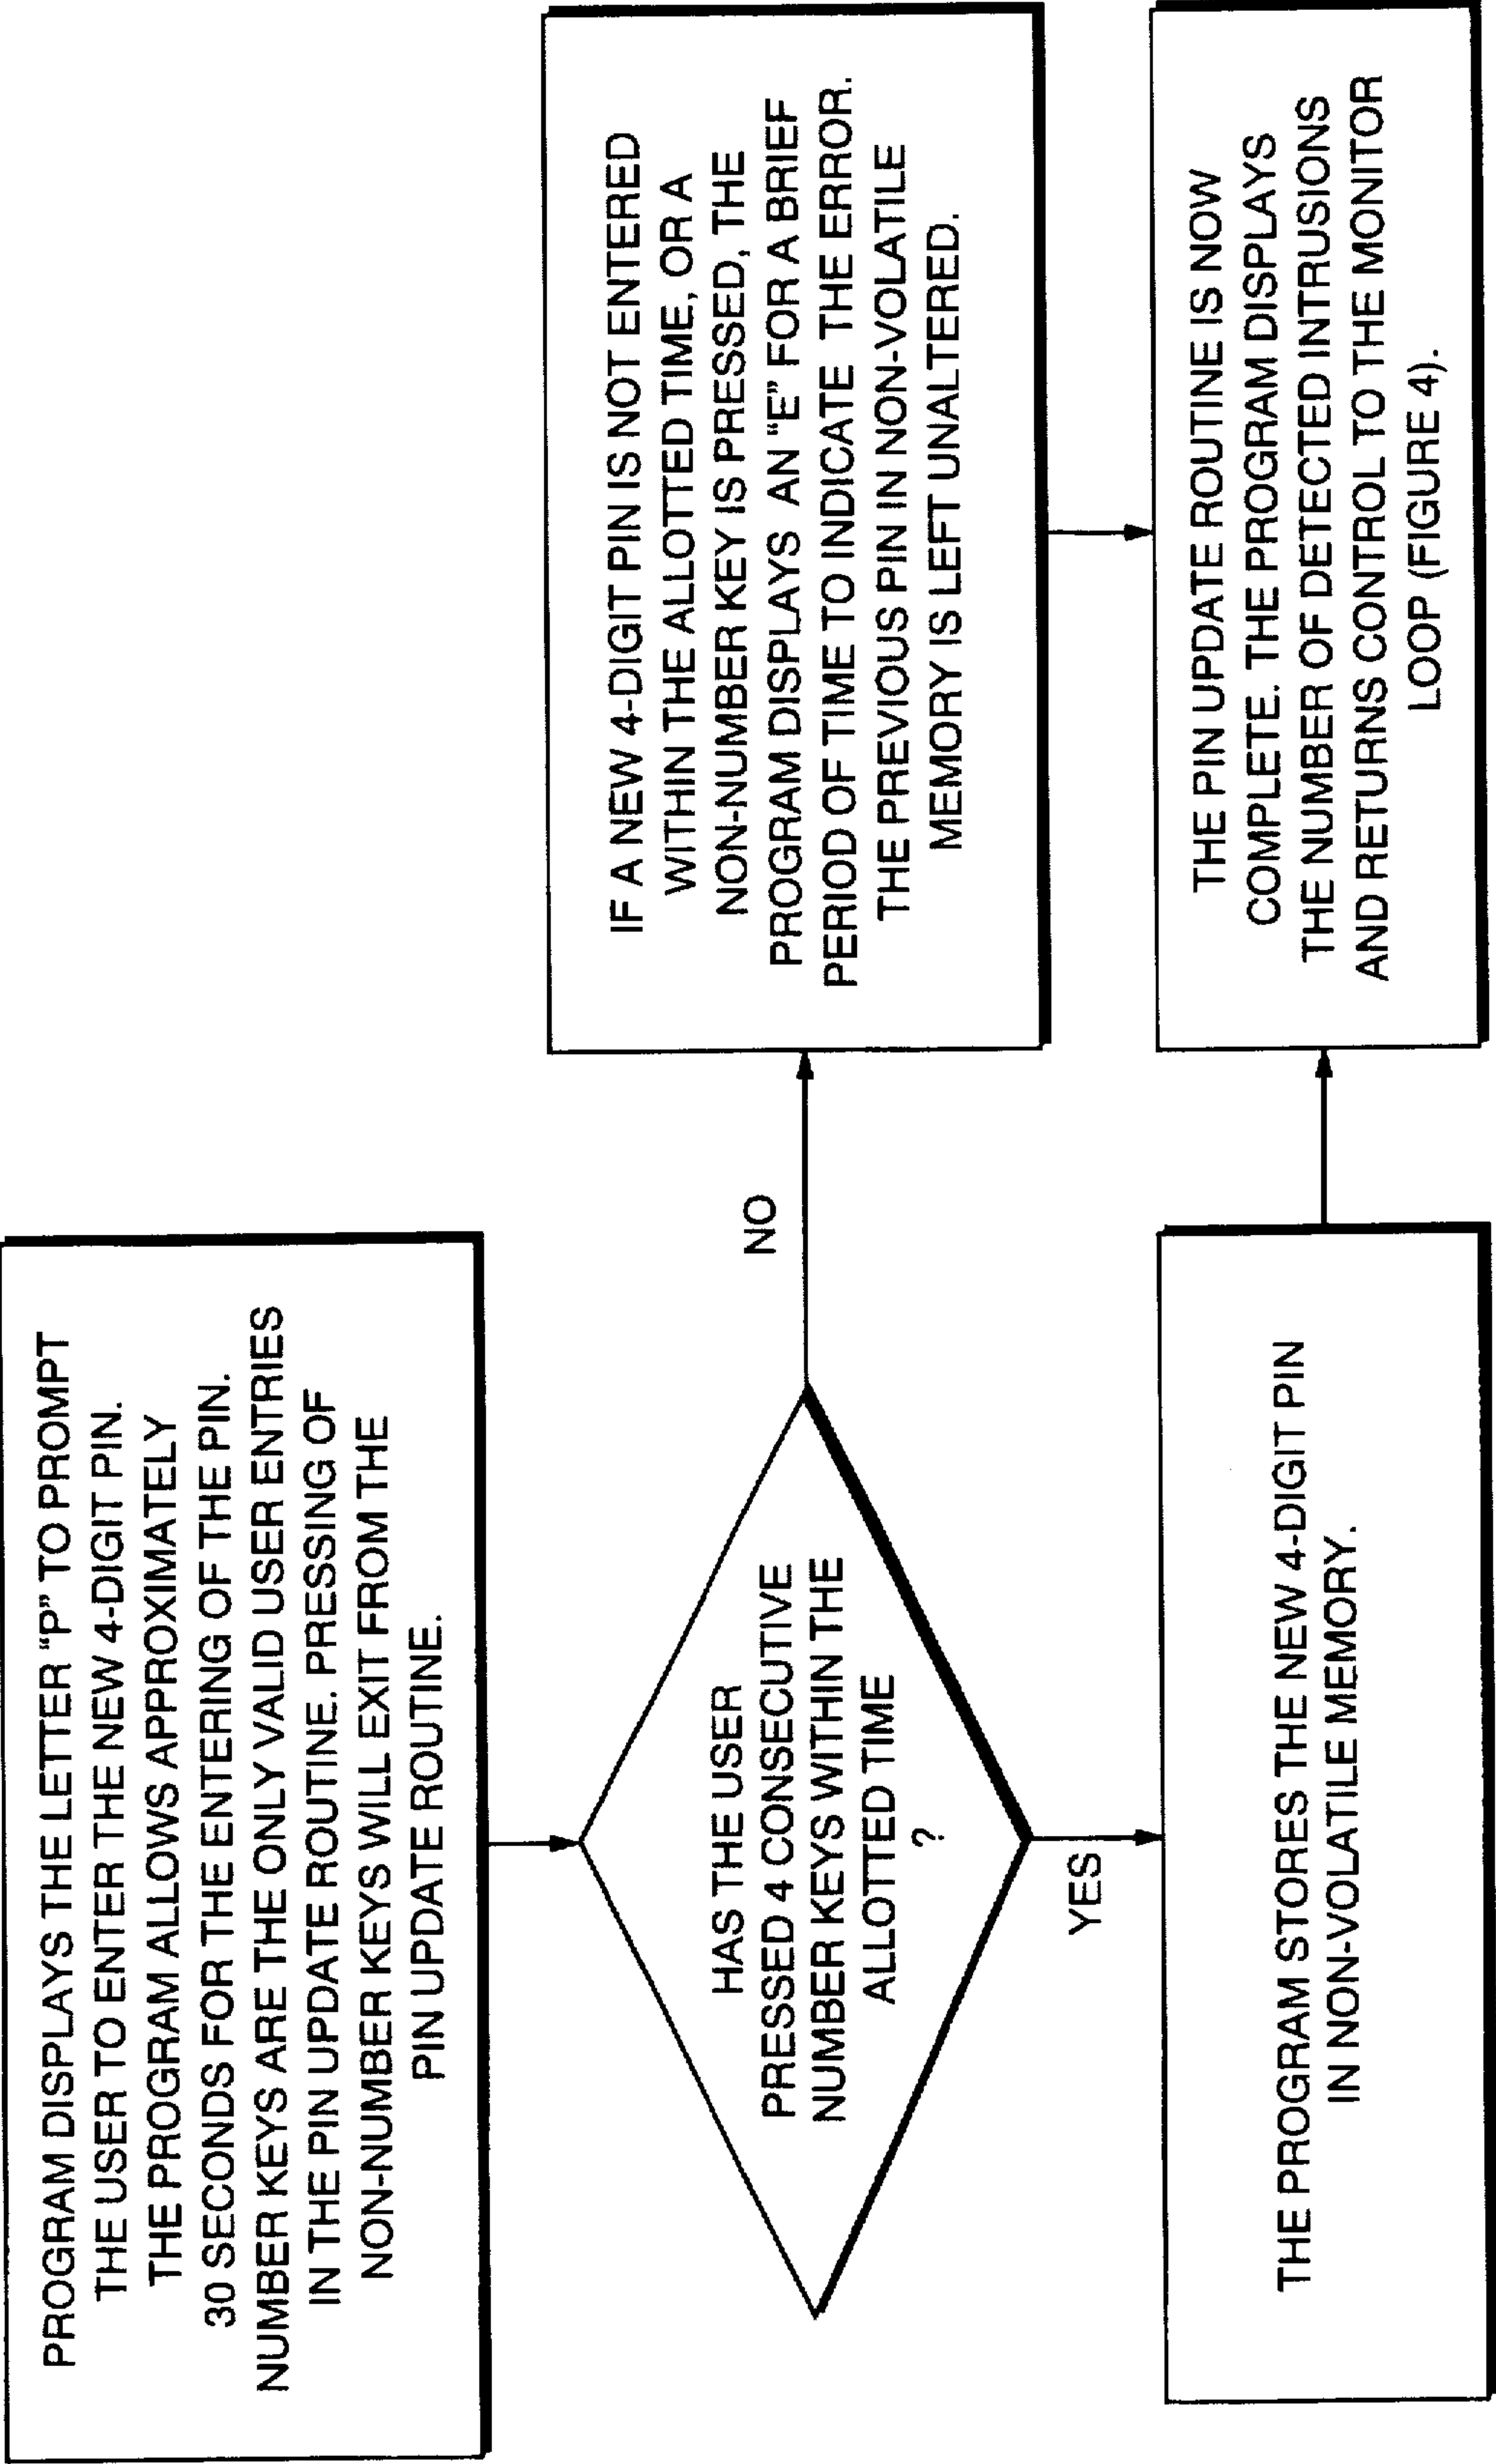 PROGRAM DISPLAYS THE LETTER “P” TO PROMPT
THE USER TO ENTER THE NEW 4-DIGIT PIN.
THE PROGRAM ALLOWS APPROXIMATELY
30 SECONDS FOR THE ENTERING OF THE PIN.
NUMBER KEYS ARE THE ONLY VALID USER ENTRIES
IN THE PIN UPDATE ROUTINE. PRESSING OF
NON-NUMBER KEYS WILL EXIT FROM THE
PIN UPDATE ROUTINE.
HAS THE USER
PRESSED 4 CONSECUTIVE
NUMBER KEYS WITHIN THE
ALLOTTED TIME
?
NO
IF A NEW 4-DIGIT PIN IS NOT ENTERED
WITHIN THE ALLOTTED TIME, OR A
NON-NUMBER KEY IS PRESSED, THE
PROGRAM DISPLAYS AN “E” FOR A BRIEF
PERIOD OF TIME TO INDICATE THE ERROR.
THE PREVIOUS PIN IN NON-VOLATILE
MEMORY IS LEFT UNALTERED.
YES
THE PROGRAM STORES THE NEW 4-DIGIT PIN
IN NON-VOLATILE MEMORY.
THE PIN UPDATE ROUTINE IS NOW
COMPLETE. THE PROGRAM DISPLAYS
THE NUMBER OF DETECTED INTRUSIONS
AND RETURNS CONTROL TO THE MONITOR
LOOP (FIGURE 4).